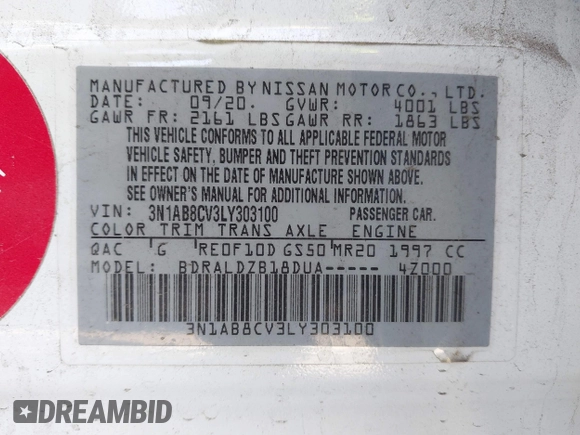 MANUFACTURED BY NISSAN MOTOR CO., LTD.
DATE: 09/20. GVWR: 4001 LBS
GAWR FR: 2161 LBS GAWR RR: 1863 LBS
THIS VEHICLE CONFORMS TO ALL APPLICABLE FEDERAL MOTOR
VEHICLE SAFETY, BUMPER AND THEFT PREVENTION STANDARDS
IN EFFECT ON THE DATE OF MANUFACTURE SHOWN ABOVE.
SEE OWNER'S MANUAL FOR ADDITIONAL INFORMATION.
VIN: 3N1AB8CV3LY303100 PASSENGER CAR.
COLOR TRIM TRANS AXLE ENGINE
QAC G RE0F10D GS50 MR20 1997 CC
MODEL: BDRALDZB18DUA----- 4Z000
3N1AB8CV3LY303100
DREAMBID